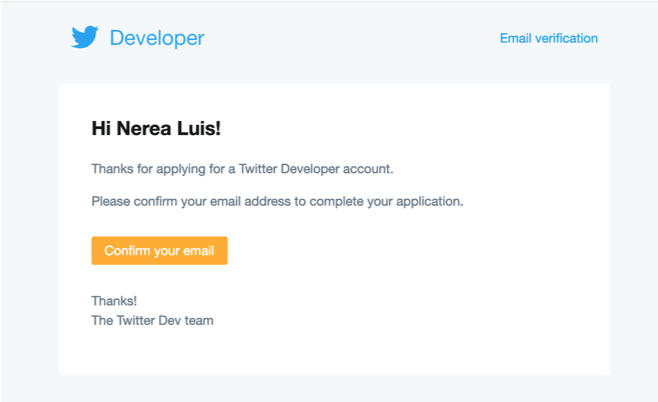 Developer
Email verification
Hi Nerea Luis!
Thanks for applying for a Twitter Developer account.
Please confirm your email address to complete your application.
Confirm your email
Thanks!
The Twitter Dev team